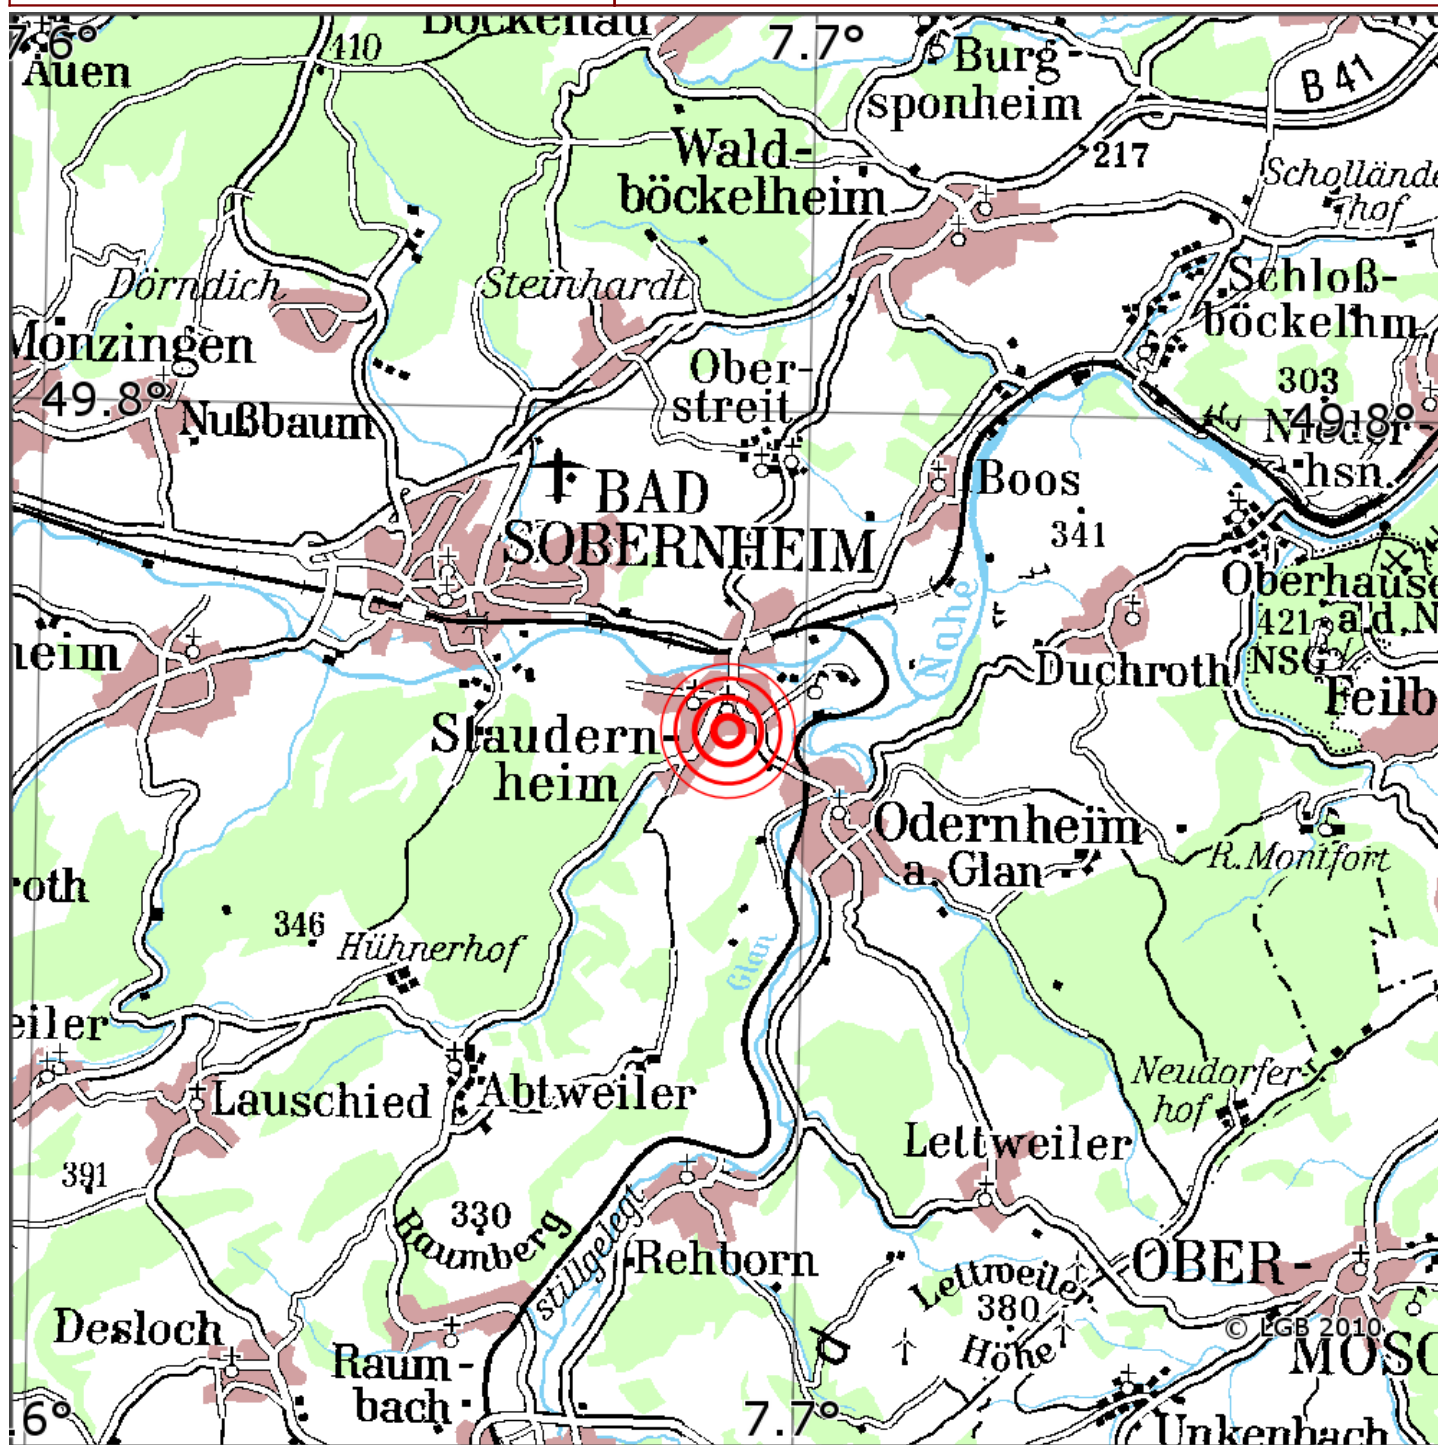 7.6°
410
Böckenau
7.7°
Auen
Burg-
sponheim
B 41
Wald-
böckelheim
217
Schollände
hof
Dörndich
Steinhardt
Schloß-
böckelhm.
Monzingen
Ober-
streit
303
49.8°
Nußbaum
49.8°
Nieder-
hsn.
BAD
SOBERNHEIM
Boos
341
Oberhause
a.d.N
421
NSG
heim
Nahe
Duchroth
Feilb
Staudern-
heim
Odernheim
a. Glan
R. Montfort
roth
346
Hühnerhof
Glan
eiler
Lauschied
Abtweiler
Neudorfer-
hof
Lettweiler
391
330
Raumberg
stillgelegt
Rehborn
OBER-
MOSC
Lettweiler-
380
Höhe
Desloch
© LGB 2010
Raum-
bach
P
.6°
7.7°
Unkenbach